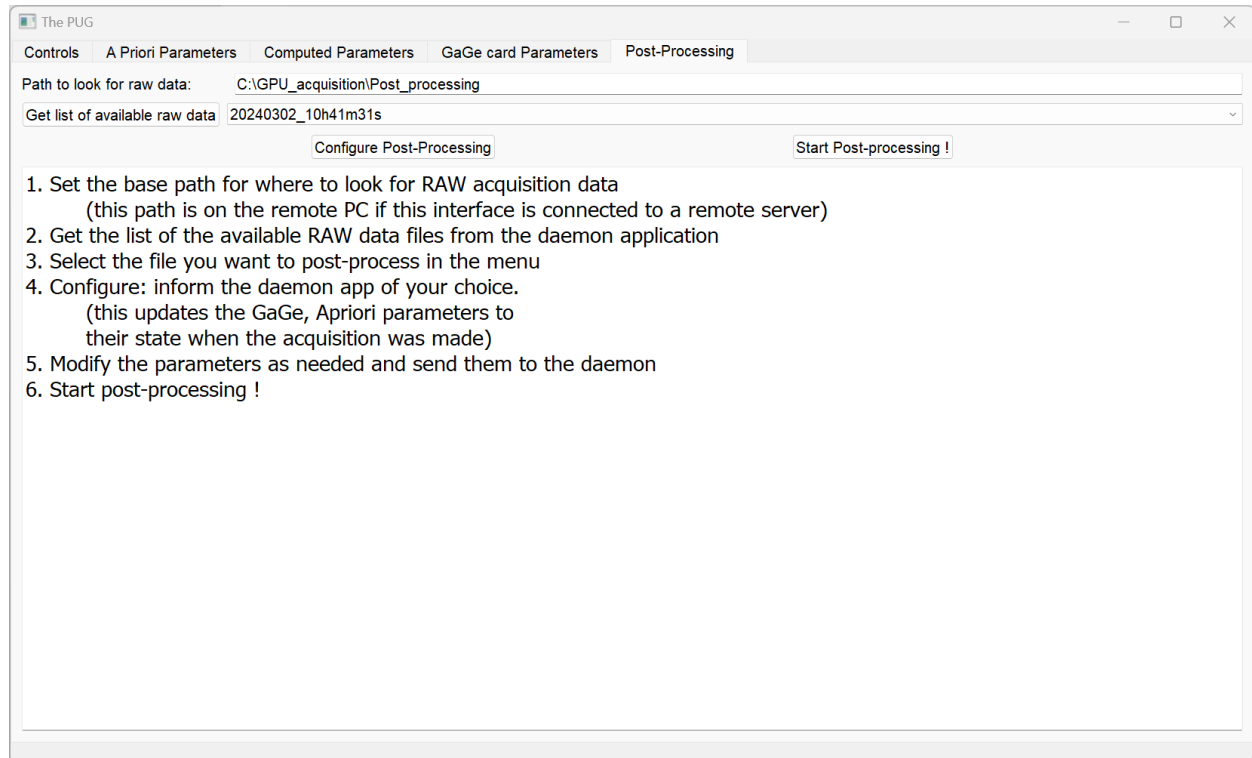 The PUG
Controls A Priori Parameters Computed Parameters GaGe card Parameters Post-Processing
Path to look for raw data: C:\GPU_acquisition\Post_processing
Get list of available raw data 20240302_10h41m31s
Configure Post-Processing Start Post-processing !
1. Set the base path for where to look for RAW acquisition data
(this path is on the remote PC if this interface is connected to a remote server)
2. Get the list of the available RAW data files from the daemon application
3. Select the file you want to post-process in the menu
4. Configure: inform the daemon app of your choice.
(this updates the GaGe, Apriori parameters to
their state when the acquisition was made)
5. Modify the parameters as needed and send them to the daemon
6. Start post-processing !